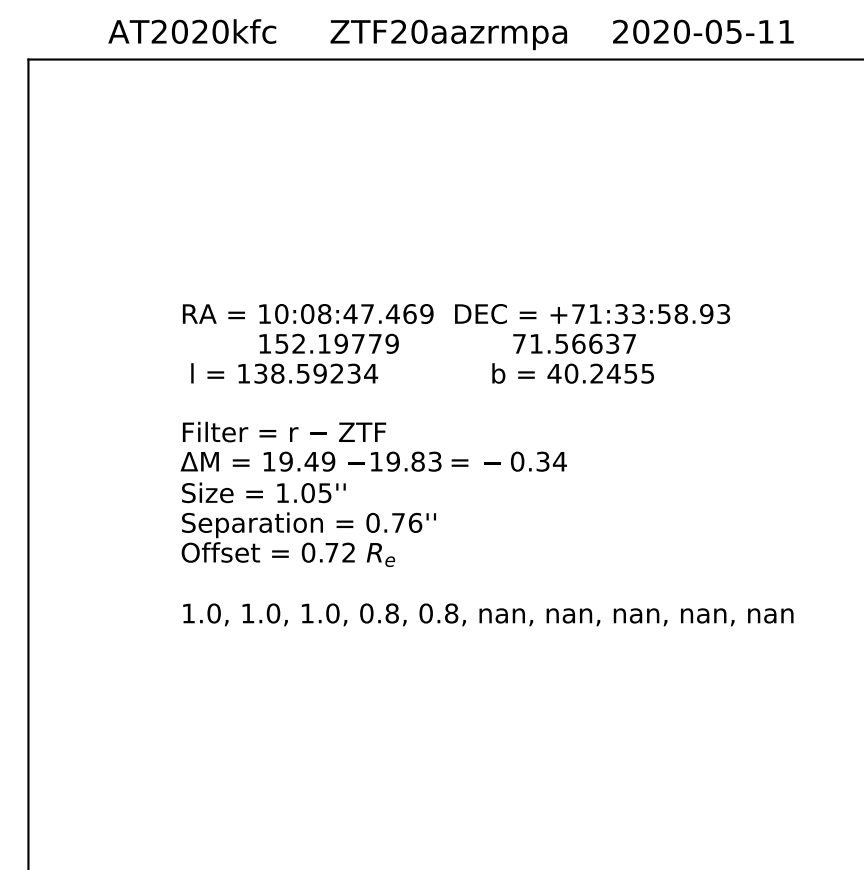 AT2020kfc ZTF20aazrmpa 2020-05-11
RA = 10:08:47.469 DEC = +71:33:58.93
152.19779 71.56637
l = 138.59234 b = 40.2455
Filter = r − ZTF
ΔM = 19.49 −19.83 = − 0.34
Size = 1.05''
Separation = 0.76''
Offset = 0.72 Rₑ
1.0, 1.0, 1.0, 0.8, 0.8, nan, nan, nan, nan, nan